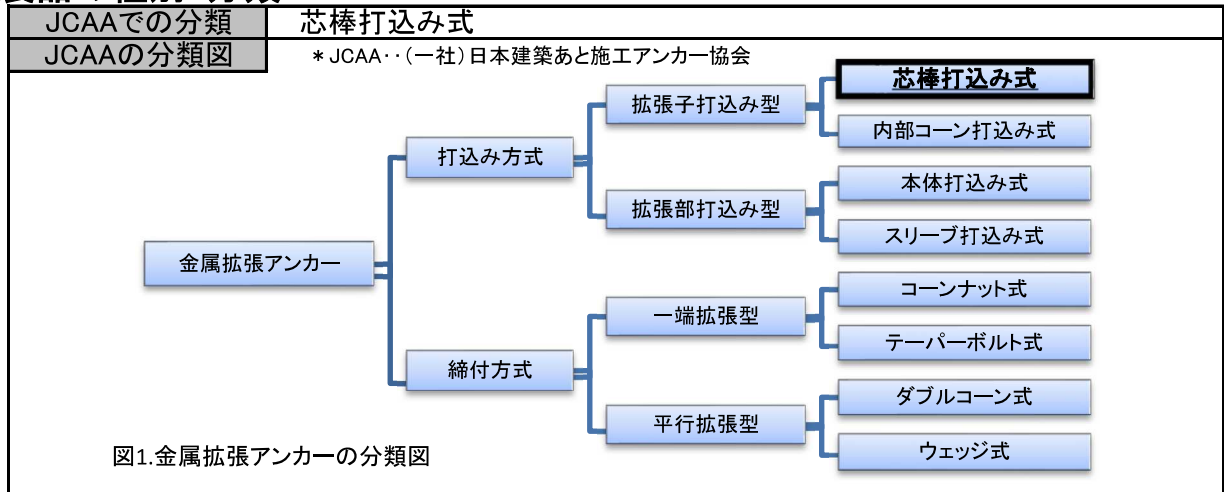 JCAAでの分類 芯棒打込み式
JCAAの分類図 *JCAA‥(一社)日本建築あと施工アンカー協会
芯棒打込み式
拡張子打込み型
内部コーン打込み式
打込み方式
本体打込み式
拡張部打込み型
スリーブ打込み式
金属拡張アンカー
コーンナット式
一端拡張型
テーパーボルト式
締付方式
ダブルコーン式
平行拡張型
ウェッジ式
図1.金属拡張アンカーの分類図